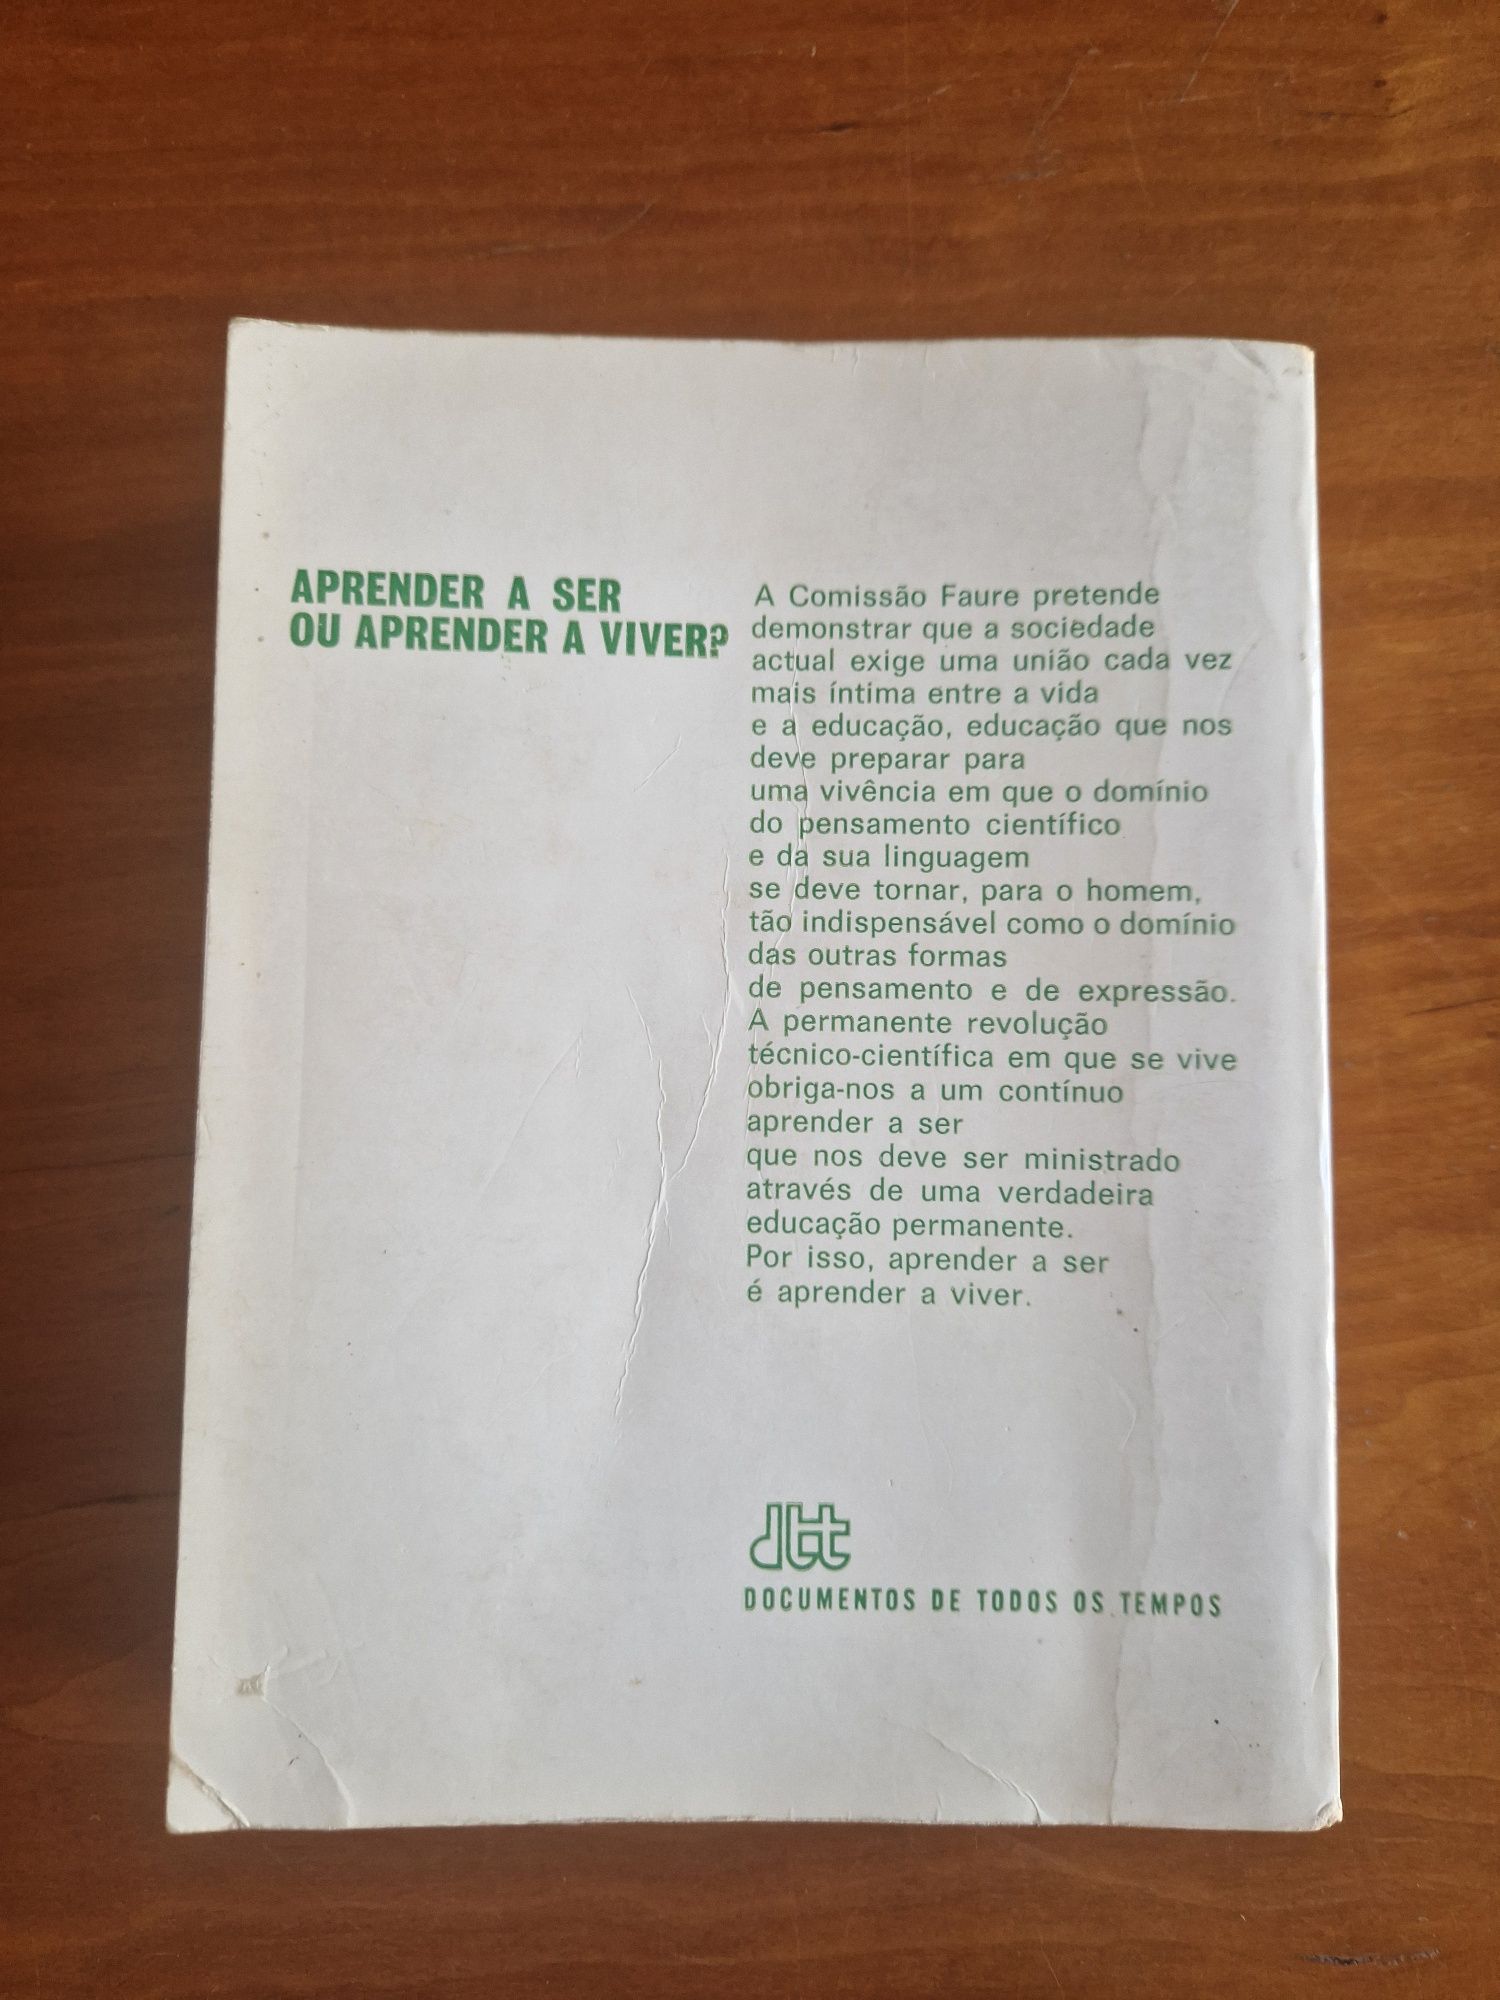 APRENDER A SER
OU APRENDER A VIVER?
A Comissão Faure pretende
demonstrar que a sociedade
actual exige uma união cada vez
mais íntima entre a vida
e a educação, educação que nos
deve preparar para
uma vivência em que o domínio
do pensamento científico
e da sua linguagem
se deve tornar, para o homem,
tão indispensável como o domínio
das outras formas
de pensamento e de expressão.
A permanente revolução
técnico-científica em que se vive
obriga-nos a um contínuo
aprender a ser
que nos deve ser ministrado
através de uma verdadeira
educação permanente.
Por isso, aprender a ser
é aprender a viver.
dtt
DOCUMENTOS DE TODOS OS TEMPOS